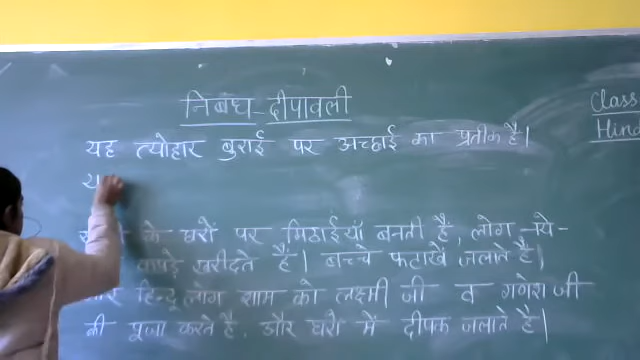 निबंध - दीपावली
Class
Hind
यह त्योहार बुराई पर अच्छाई का प्रतीक है।
य
के घरों पर मिठाईयाँ बनती हैं, लोग नये-
कपड़े खरीदते हैं। बच्चे फटाखें जलाते हैं,
हिन्दू लोग शाम को लक्ष्मी जी व गणेश जी
की पूजा करते है. और घरों में दीपक जलाते है।